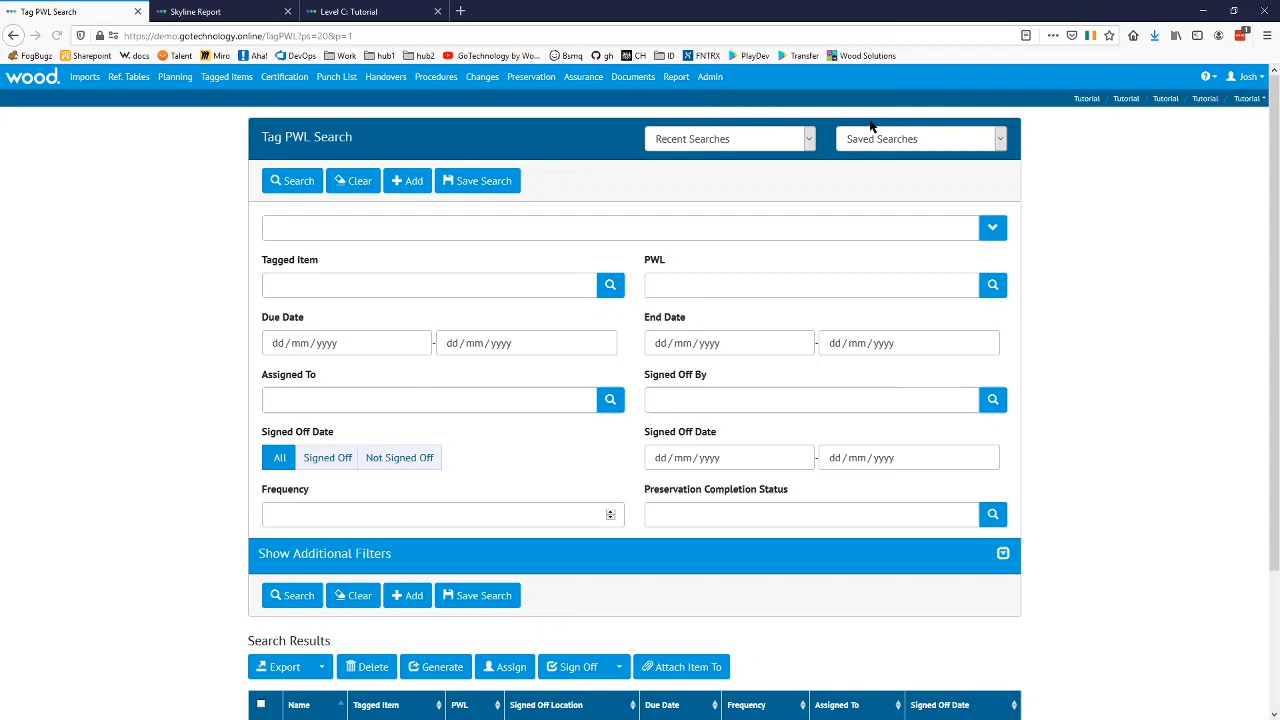 Tag PWL Search
Skyline Report
Level C: Tutorial
https://demo.gotechnology.online/TagPWL?ps=20&p=1
FogBugz Sharepoint docs Talent Miro Aha! DevOps Work hub1 hub2 GoTechnology by Wo... Bsmq gh CH ID FNTRX PlayDev Transfer Wood Solutions
wood. Imports Ref. Tables Planning Tagged Items Certification Punch List Handovers Procedures Changes Preservation Assurance Documents Report Admin Josh
Tutorial / Tutorial / Tutorial / Tutorial / Tutorial
Tag PWL Search Recent Searches Saved Searches
Search Clear Add Save Search
Tagged Item PWL
Due Date End Date
dd/mm/yyyy - dd/mm/yyyy dd/mm/yyyy - dd/mm/yyyy
Assigned To Signed Off By
Signed Off Date Signed Off Date
All Signed Off Not Signed Off dd/mm/yyyy - dd/mm/yyyy
Frequency Preservation Completion Status
Show Additional Filters
Search Clear Add Save Search
Search Results
Export Delete Generate Assign Sign Off Attach Item To
Name Tagged Item PWL Signed Off Location Due Date Frequency Assigned To Signed Off Date